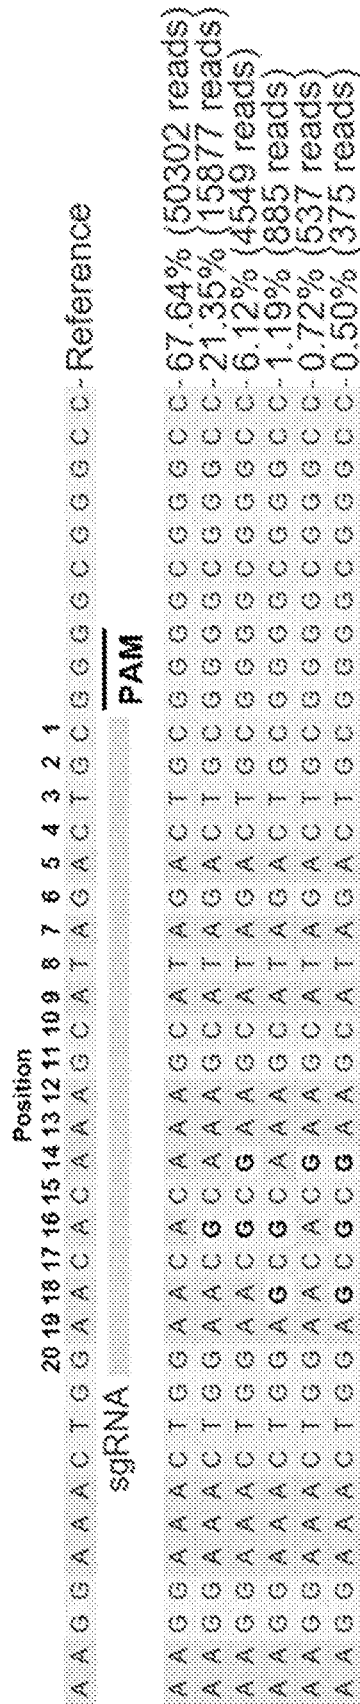 Position
20 19 18 17 16 15 14 13 12 11 10 9 8 7 6 5 4 3 2 1
A A G G A A A C T G G A A C A C A A A G C A T A G A C T G C G G G G C G G G C C - Reference
sgRNA PAM
A A G G A A A C T G G A A C A C A A A G C A T A G A C T G C G G G G C G G G C C - 67.64% (50302 reads)
A A G G A A A C T G G A A C G C A A A G C A T A G A C T G C G G G G C G G G C C - 21.35% (15877 reads)
A A G G A A A C T G G A A C G C G A A G C A T A G A C T G C G G G G C G G G C C - 6.12% (4549 reads)
A A G G A A A C T G G A G C G C A A A G C A T A G A C T G C G G G G C G G G C C - 1.19% (885 reads)
A A G G A A A C T G G A A C A C G A A G C A T A G A C T G C G G G G C G G G C C - 0.72% (537 reads)
A A G G A A A C T G G A G C G C G A A G C A T A G A C T G C G G G G C G G G C C - 0.50% (375 reads)